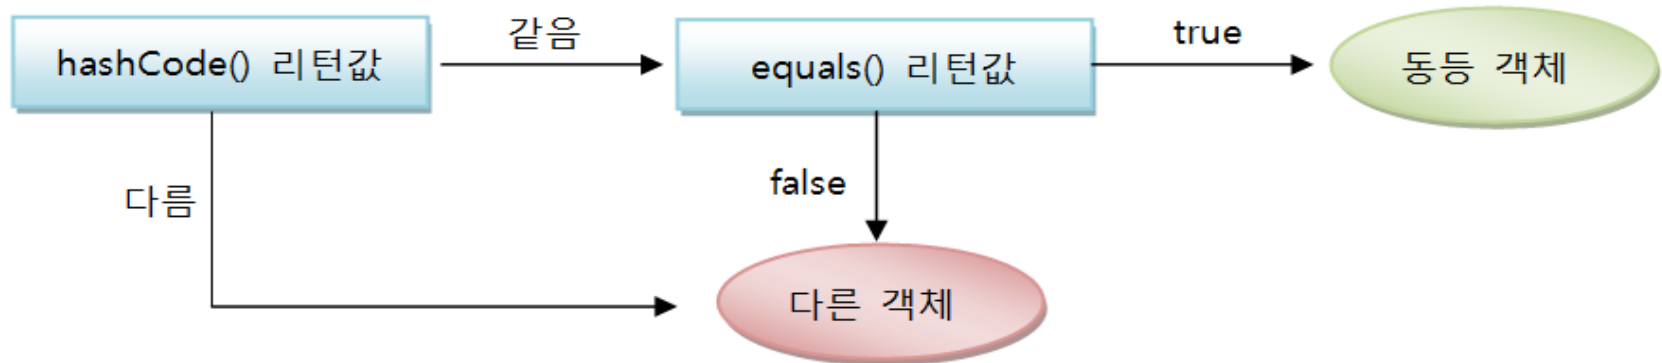 hashCode() 리턴값
같음
equals() 리턴값
true
동등 객체
다름
false
다른 객체